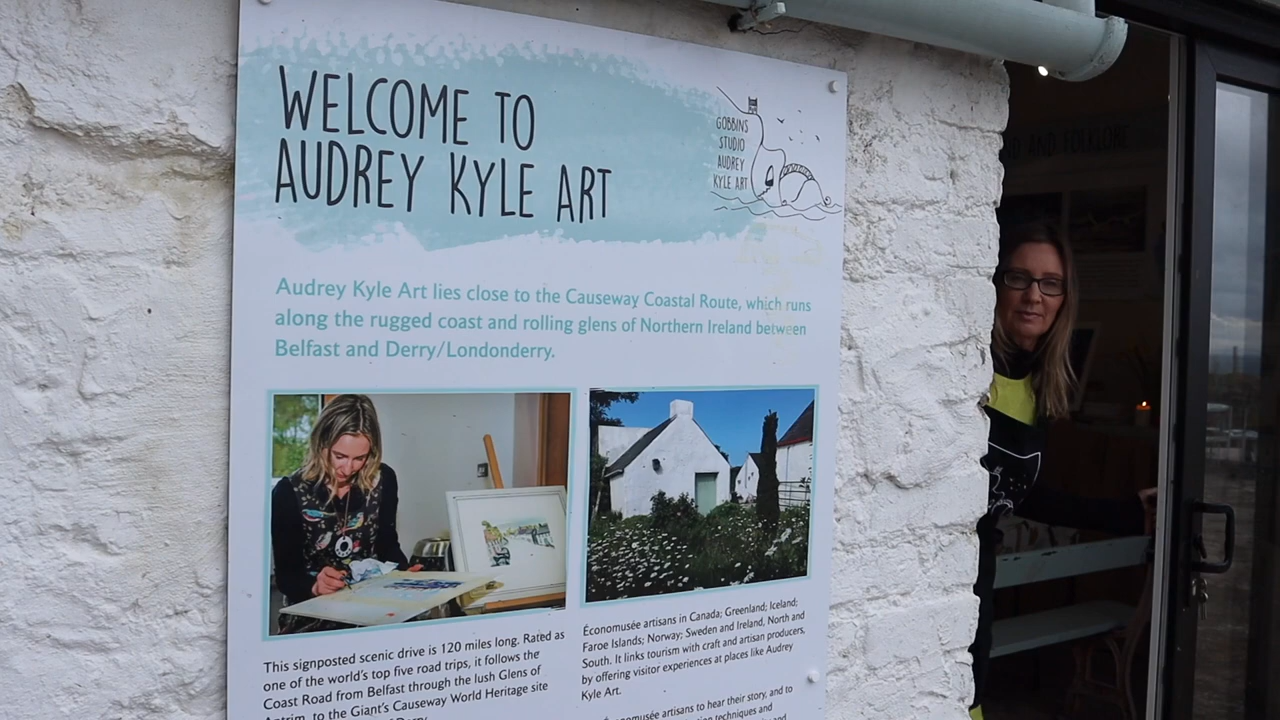 WELCOME TO
AUDREY KYLE ART
GOBBINS
STUDIO
AUDREY
KYLE ART
Audrey Kyle Art lies close to the Causeway Coastal Route, which runs
along the rugged coast and rolling glens of Northern Ireland between
Belfast and Derry/Londonderry.
This signposted scenic drive is 120 miles long. Rated as
one of the world's top five road trips, it follows the
Coast Road from Belfast through the lush Glens of
Antrim, to the Giant's Causeway World Heritage site
Derry.
Économusée artisans in Canada; Greenland; Iceland;
Faroe Islands; Norway; Sweden and Ireland, North and
South. It links tourism with craft and artisan producers,
by offering visitor experiences at places like Audrey
Kyle Art.
Économusée artisans to hear their story, and to
techniques and
AND FOLKLORE